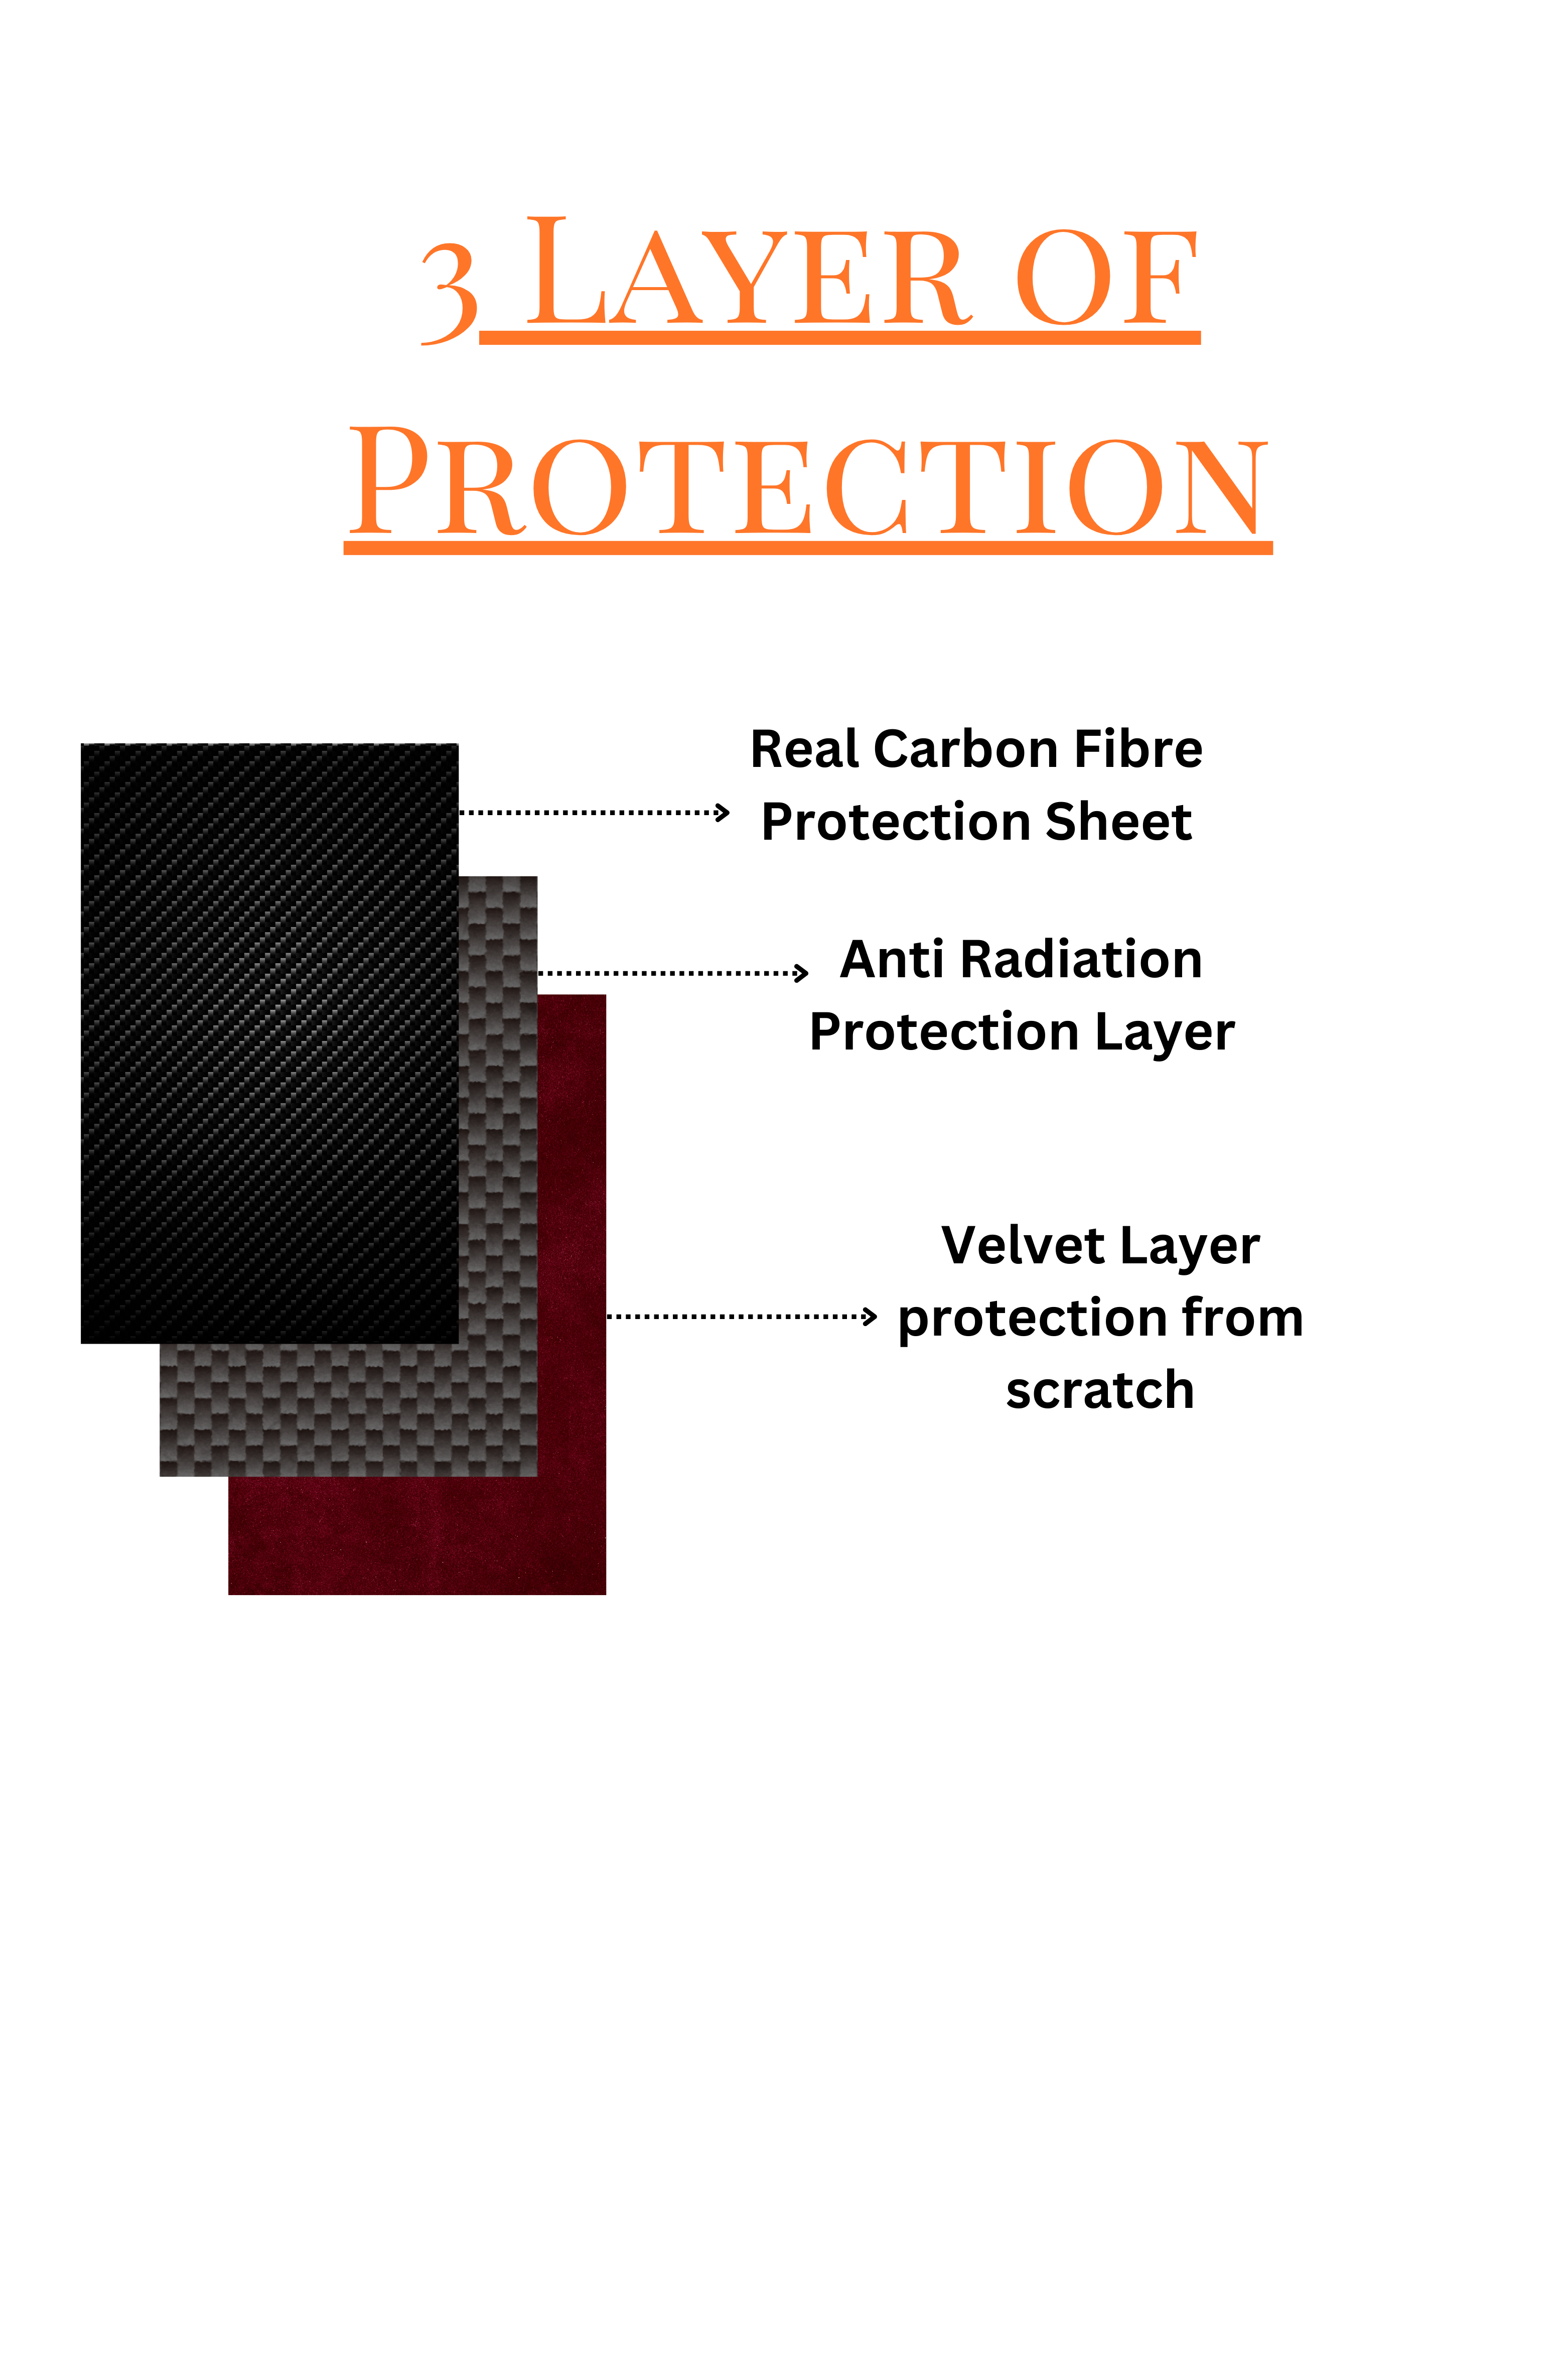 3 Layer of
Protection
Real Carbon Fibre
Protection Sheet
Anti Radiation
Protection Layer
Velvet Layer
protection from
scratch